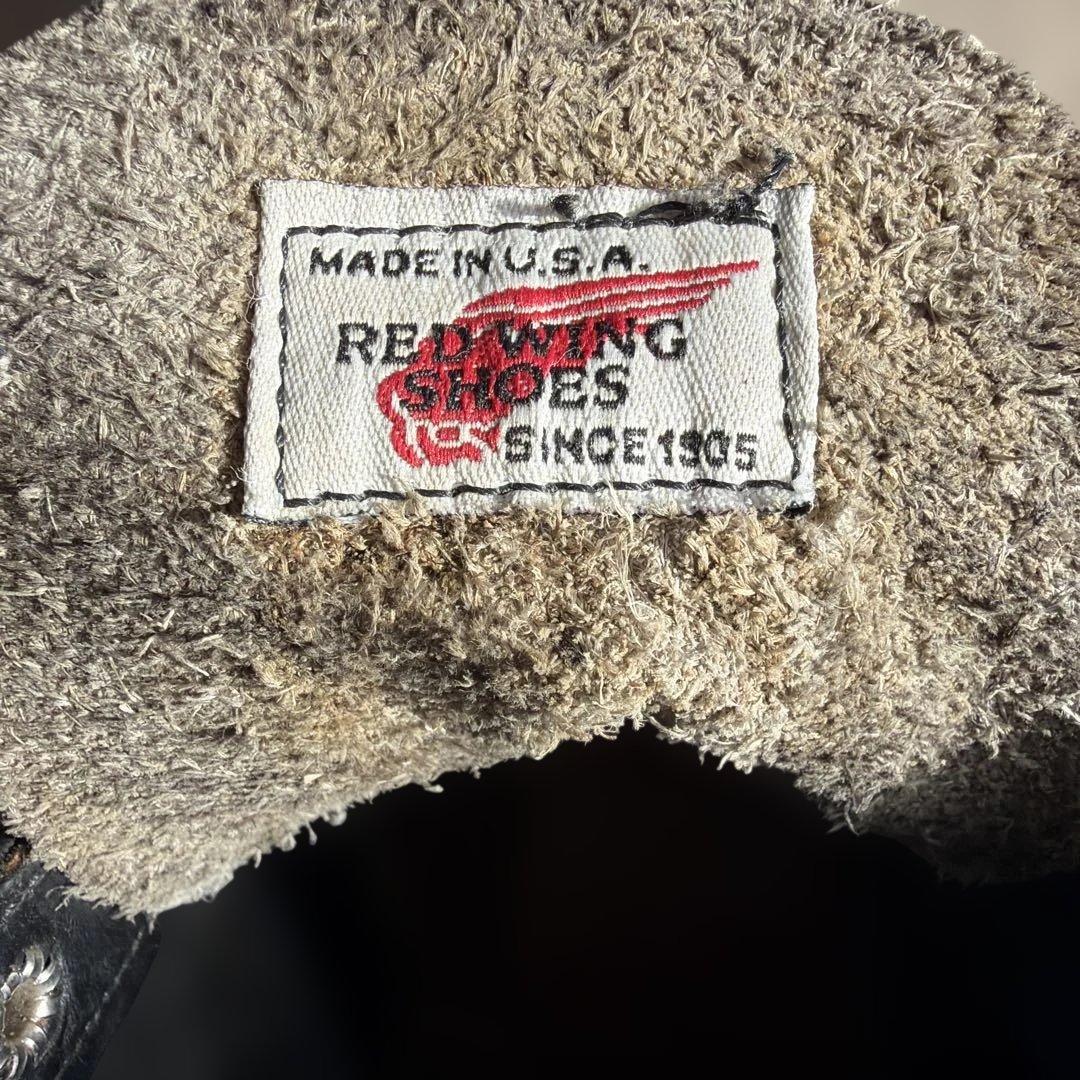 MADE IN U.S.A.
RED WING
SHOES
SINCE 1905